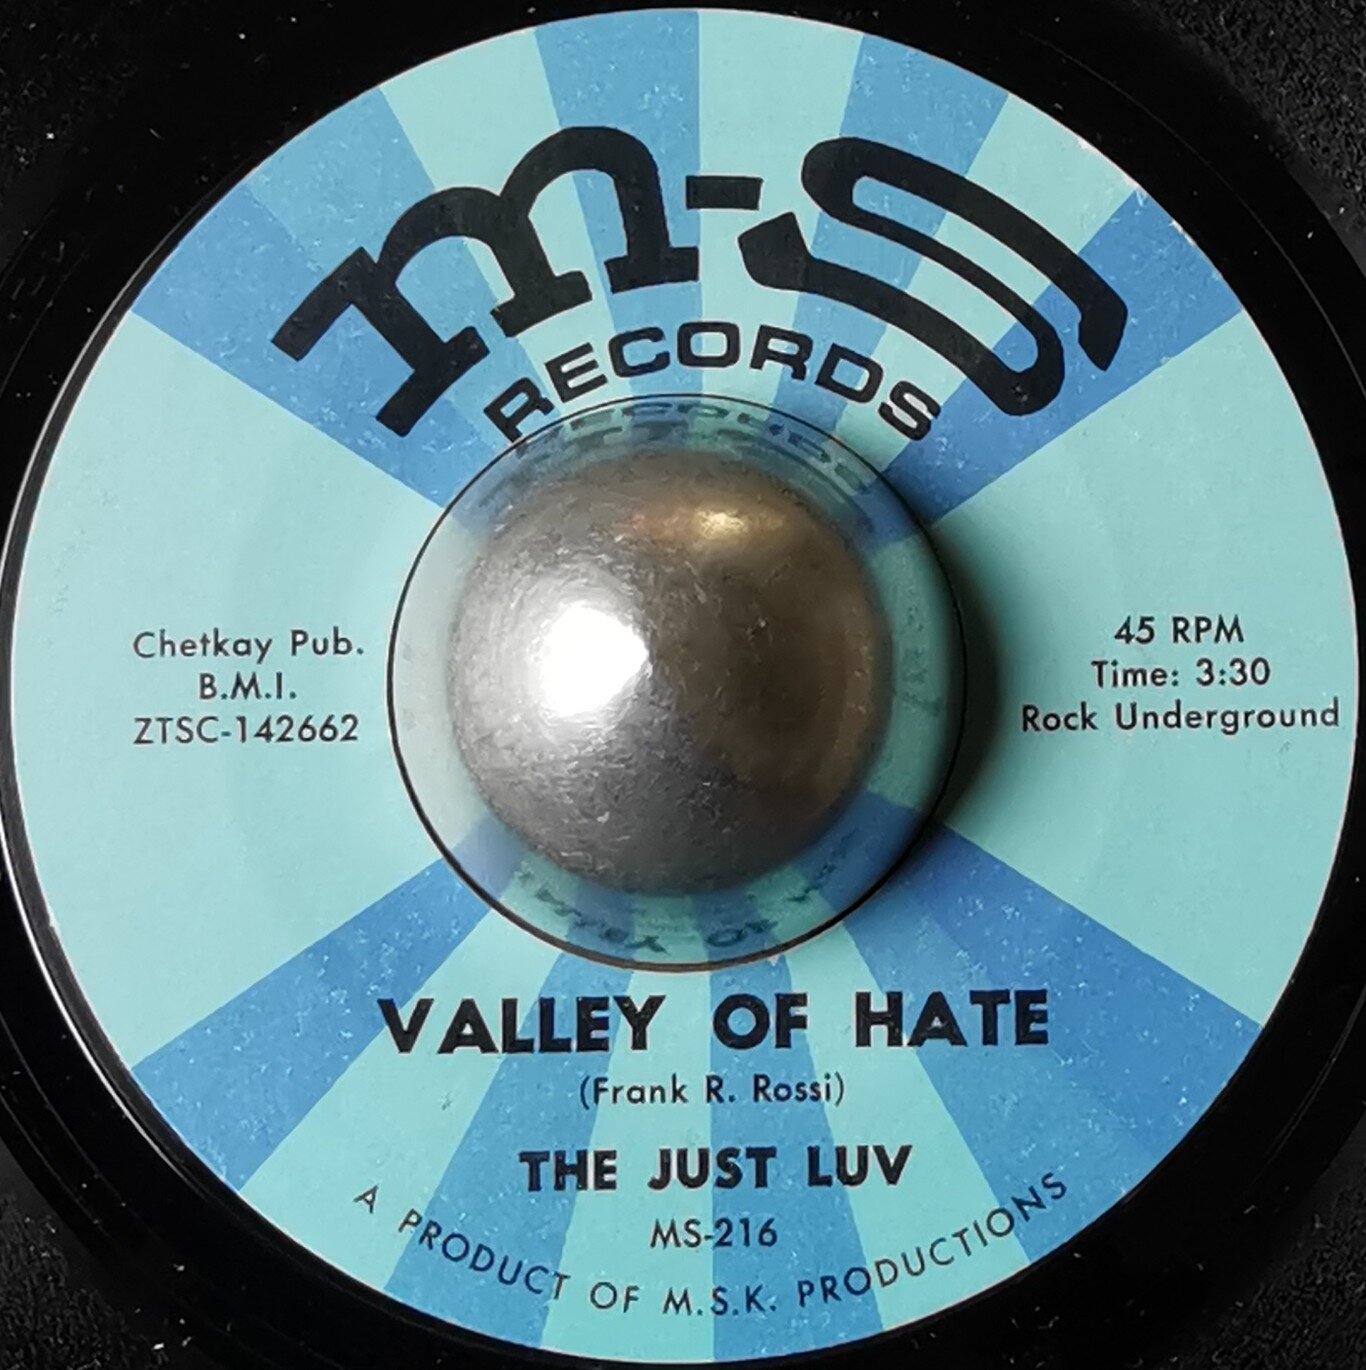 m-s
RECORDS
Chetkay Pub.
B.M.I.
ZTSC-142662
45 RPM
Time: 3:30
Rock Underground
VALLEY OF HATE
(Frank R. Rossi)
THE JUST LUV
MS-216
A PRODUCT OF M.S.K. PRODUCTIONS